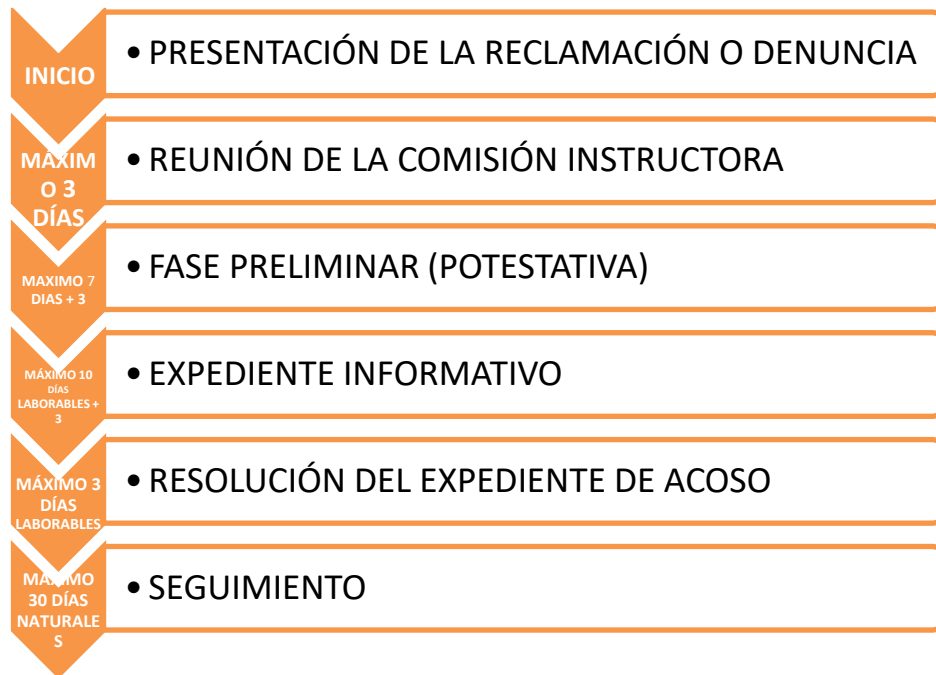 INICIO
• PRESENTACIÓN DE LA RECLAMACIÓN O DENUNCIA
MÁXIM
O 3
DÍAS
• REUNIÓN DE LA COMISIÓN INSTRUCTORA
MAXIMO 7
DIAS + 3
• FASE PRELIMINAR (POTESTATIVA)
MÁXIMO 10
DÍAS
LABORABLES +
3
• EXPEDIENTE INFORMATIVO
MÁXIMO 3
DÍAS
LABORABLES
• RESOLUCIÓN DEL EXPEDIENTE DE ACOSO
MÁXIMO
30 DÍAS
NATURALE
S
• SEGUIMIENTO